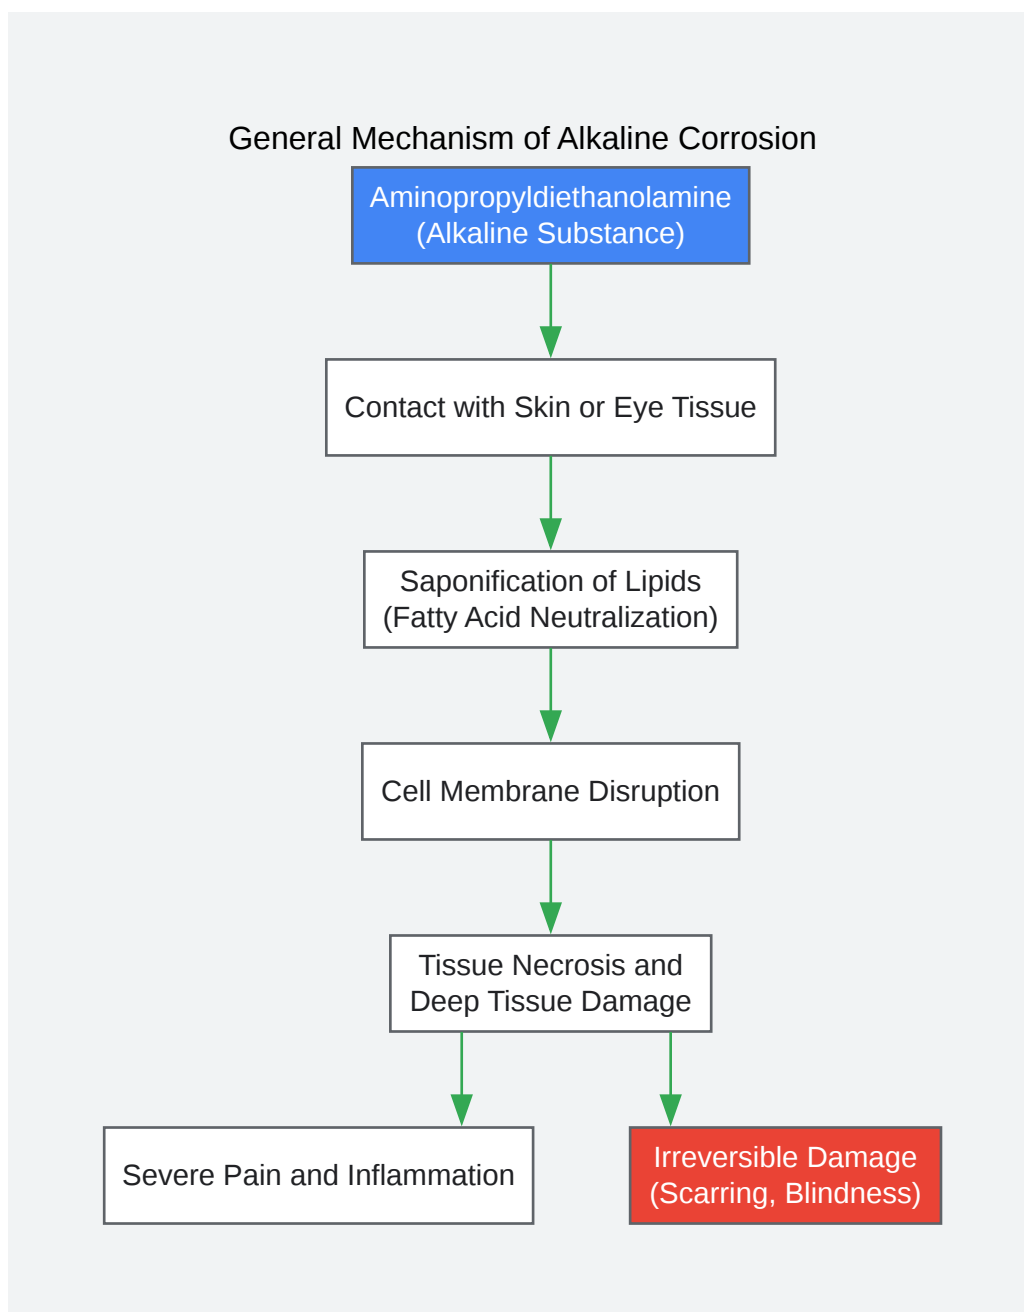 General Mechanism of Alkaline Corrosion
Aminopropyldiethanolamine
(Alkaline Substance)
Contact with Skin or Eye Tissue
Saponification of Lipids
(Fatty Acid Neutralization)
Cell Membrane Disruption
Tissue Necrosis and
Deep Tissue Damage
Severe Pain and Inflammation
Irreversible Damage
(Scarring, Blindness)